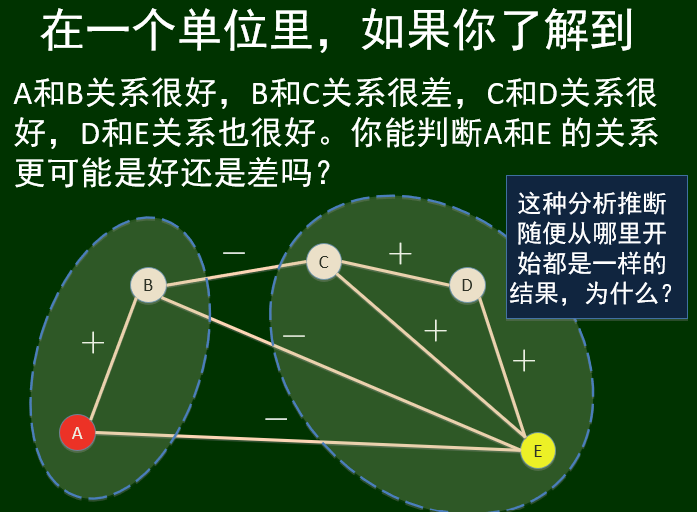 在一个单位里，如果你了解到
A和B关系很好，B和C关系很差，C和D关系很
好，D和E关系也很好。你能判断A和E 的关系
更可能是好还是差吗？
这种分析推断
随便从哪里开
始都是一样的
结果，为什么？
－
C
＋
B
D
＋
－
＋
＋
－
A
E